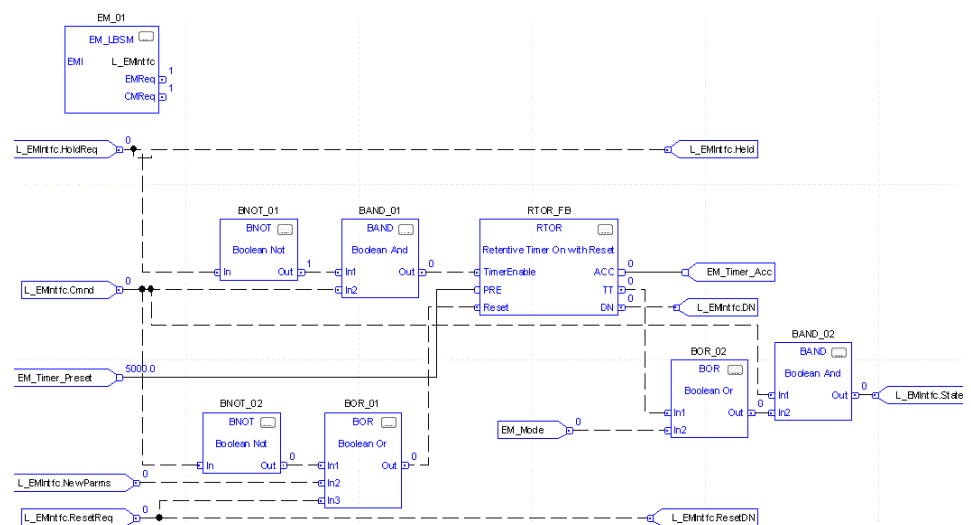 EM_01
EM_LBSM
EMI L_EMIntfc
EMReq 1
CMReq 1
L_EMIntfc.HoldReq 0
L_EMIntfc.Held
BNOT_01 BAND_01 RTOR_FB
BNOT BAND RTOR
Boolean Not Boolean And Retentive Timer On with Reset
In Out 1 In1 Out 0 TimerEnable ACC 0 EM_Timer_Acc
L_EMIntfc.Cmnd 0 In2 PRE TT 0
Reset DN 0 L_EMIntfc.DN
BAND_02
BAND
Boolean And
BOR_02
BOR
Boolean Or
In1 Out 0 L_EMIntfc.State
In2
EM_Timer_Preset 5000.0
BNOT_02 BOR_01
BNOT BOR
Boolean Not Boolean Or
In1 Out 0
EM_Mode 0 In2
In Out 0 In1 Out 0
L_EMIntfc.NewParms 0 In2
In3
L_EMIntfc.ResetReq 0 L_EMIntfc.ResetDN